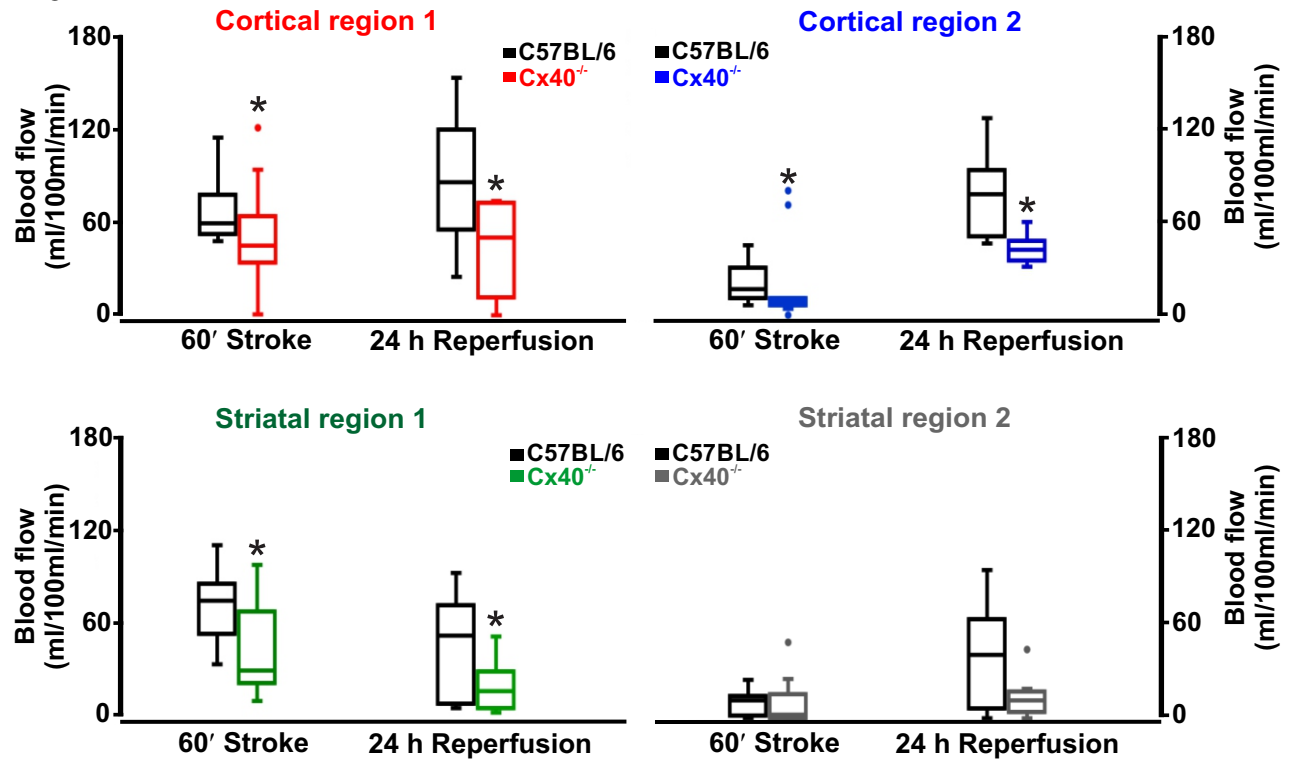 Cortical region 1
180
120
60
0
Blood flow
(ml/100ml/min)
C57BL/6
Cx40-/-
*
*
60′ Stroke
24 h Reperfusion
Cortical region 2
C57BL/6
Cx40-/-
*
*
180
120
60
0
Blood flow
(ml/100ml/min)
60′ Stroke
24 h Reperfusion
Striatal region 1
180
120
60
0
Blood flow
(ml/100ml/min)
C57BL/6
Cx40-/-
*
*
60′ Stroke
24 h Reperfusion
Striatal region 2
C57BL/6
Cx40-/-
180
120
60
0
Blood flow
(ml/100ml/min)
60′ Stroke
24 h Reperfusion